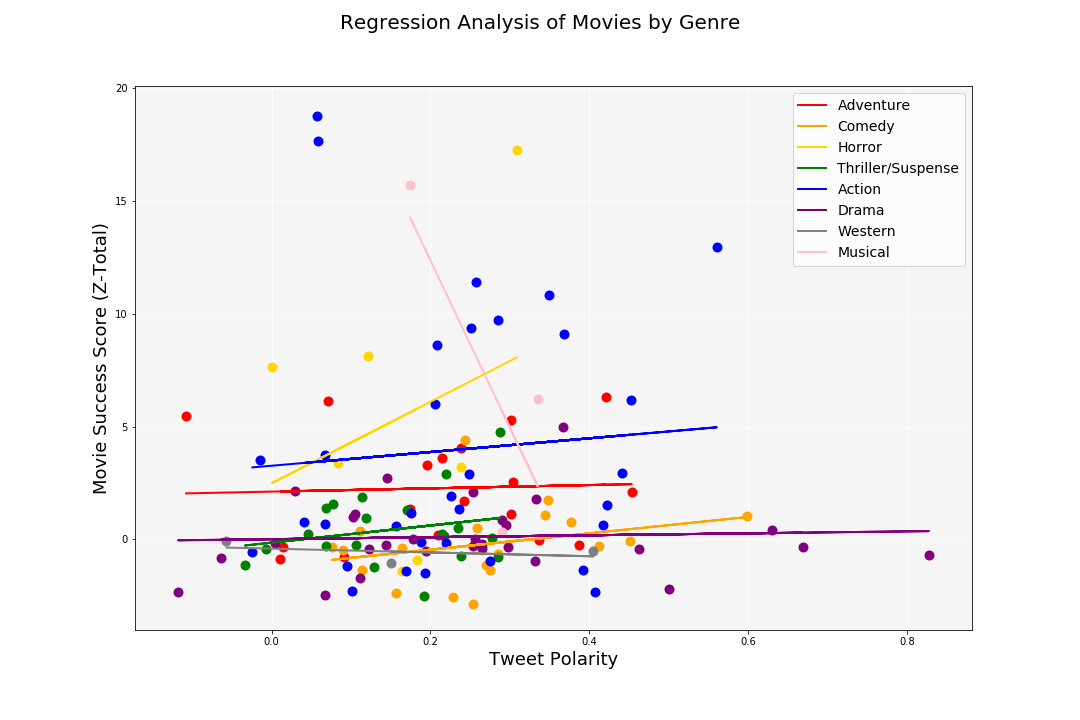 Regression Analysis of Movies by Genre
20
15
10
5
0
Movie Success Score (Z-Total)
Adventure
Comedy
Horror
Thriller/Suspense
Action
Drama
Western
Musical
0.0 0.2 0.4 0.6 0.8
Tweet Polarity